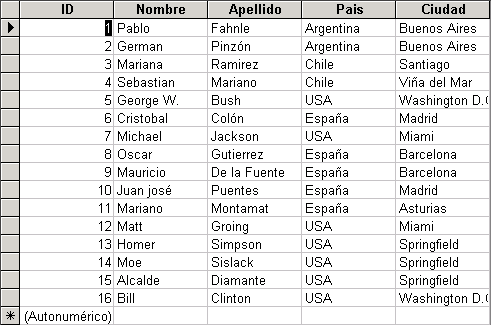 ID Nombre Apellido Pais Ciudad
1 Pablo Fahnle Argentina Buenos Aires
2 German Pinzón Argentina Buenos Aires
3 Mariana Ramirez Chile Santiago
4 Sebastian Mariano Chile Viña del Mar
5 George W. Bush USA Washington D.C
6 Cristobal Colón España Madrid
7 Michael Jackson USA Miami
8 Oscar Gutierrez España Barcelona
9 Mauricio De la Fuente España Barcelona
10 Juan josé Puentes España Madrid
11 Mariano Montamat España Asturias
12 Matt Groing USA Miami
13 Homer Simpson USA Springfield
14 Moe Sislack USA Springfield
15 Alcalde Diamante USA Springfield
16 Bill Clinton USA Washington D.C
(Autonumérico)